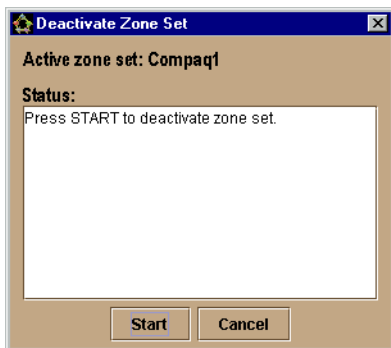 Deactivate Zone Set
Active zone set: Compaq1
Status:
Press START to deactivate zone set.
Start Cancel